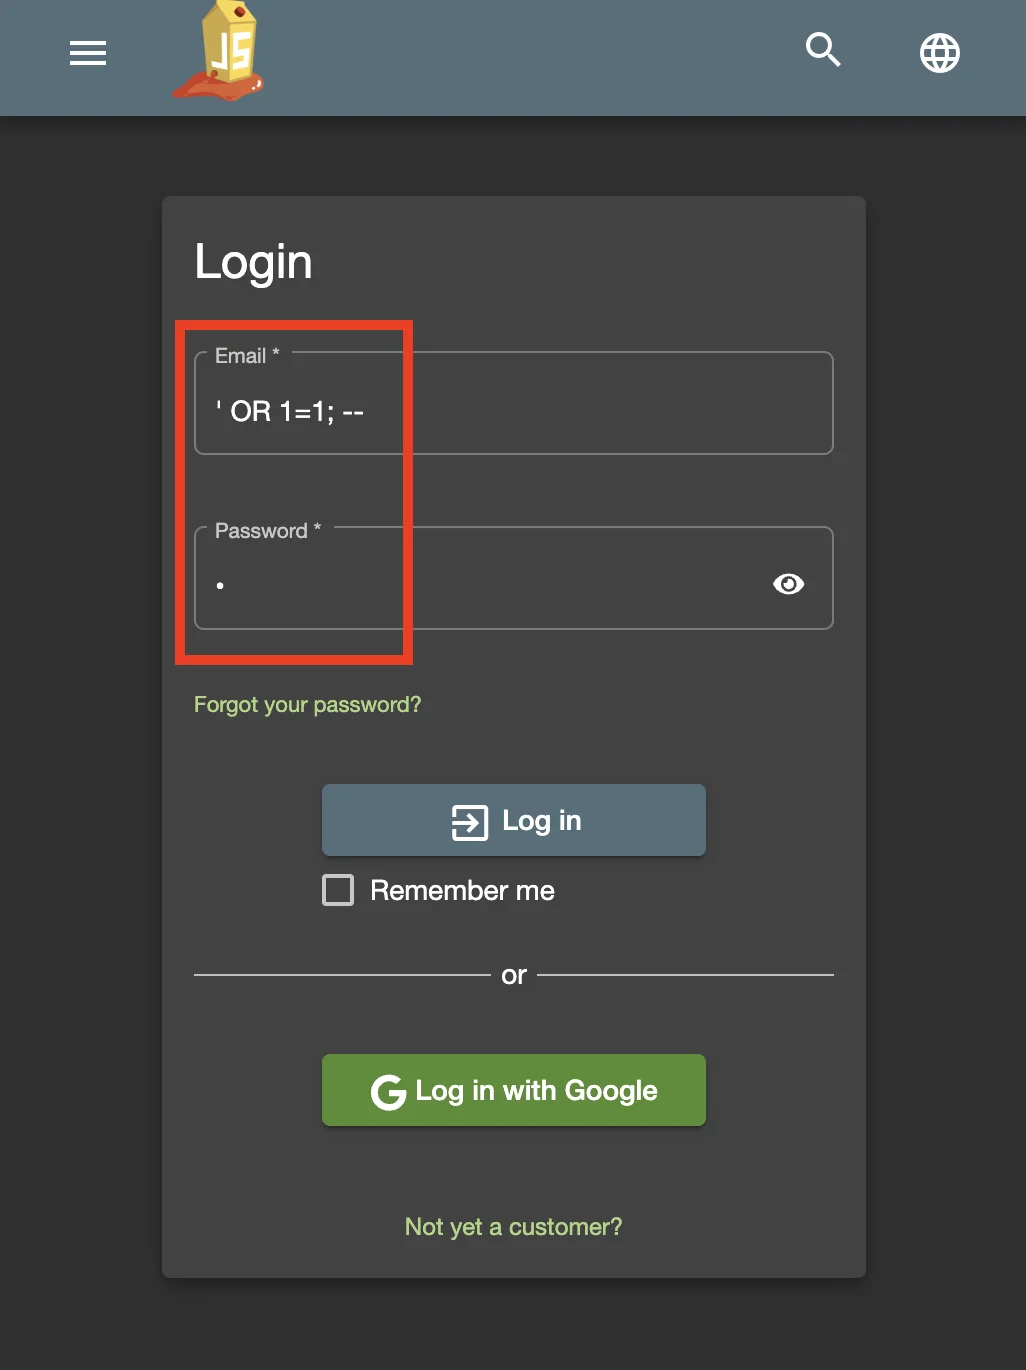 JS
Login
Email *
' OR 1=1; --
Password *
•
Forgot your password?
Log in
Remember me
or
G Log in with Google
Not yet a customer?